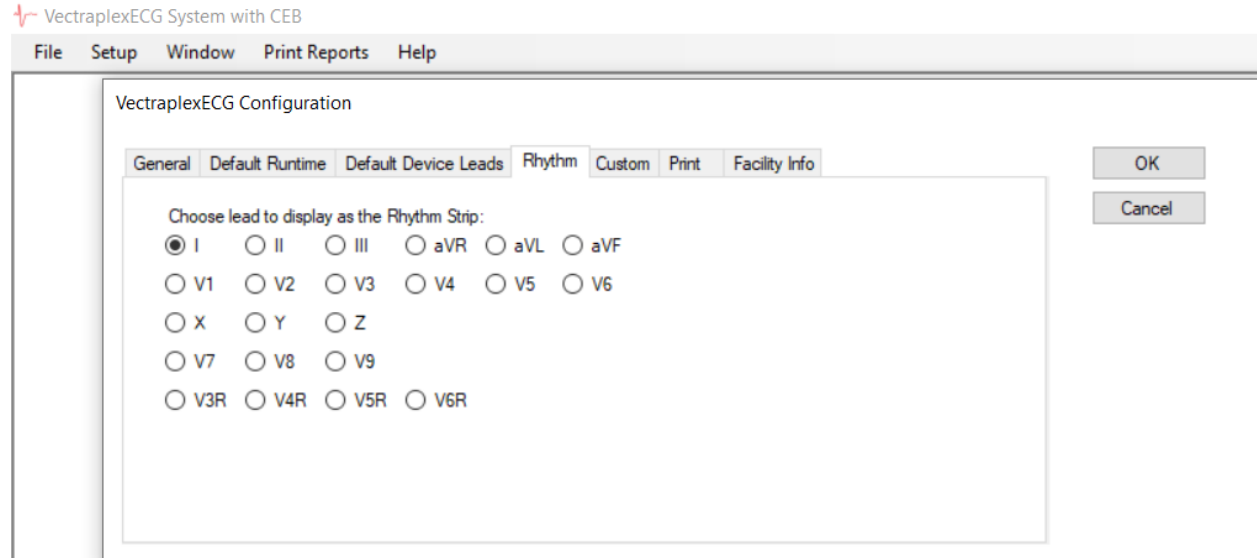 VectraplexECG System with CEB
File Setup Window Print Reports Help
VectraplexECG Configuration
General Default Runtime Default Device Leads Rhythm Custom Print Facility Info
OK
Cancel
Choose lead to display as the Rhythm Strip:
I II III aVR aVL aVF
V1 V2 V3 V4 V5 V6
X Y Z
V7 V8 V9
V3R V4R V5R V6R